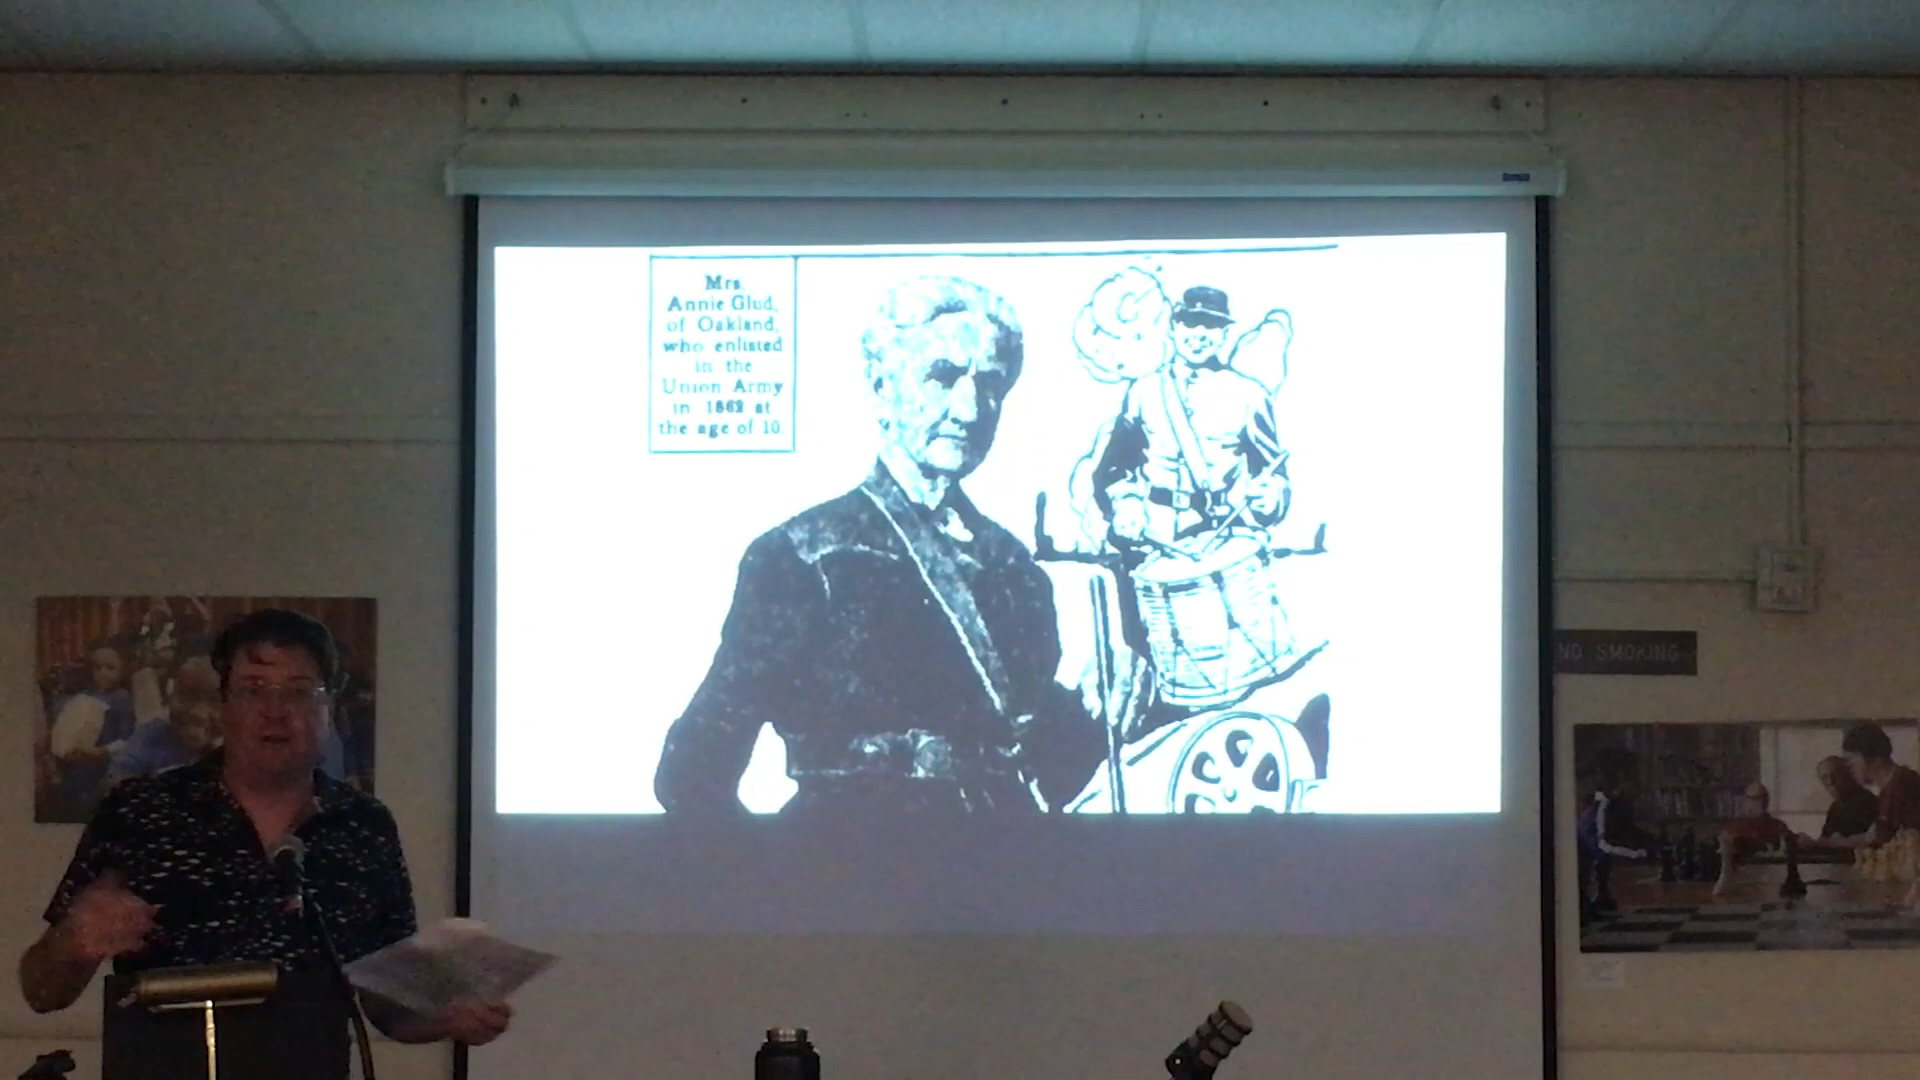 Mrs.
Annie Glud,
of Oakland,
who enlisted
in the
Union Army
in 1862 at
the age of 10.
NO SMOKING